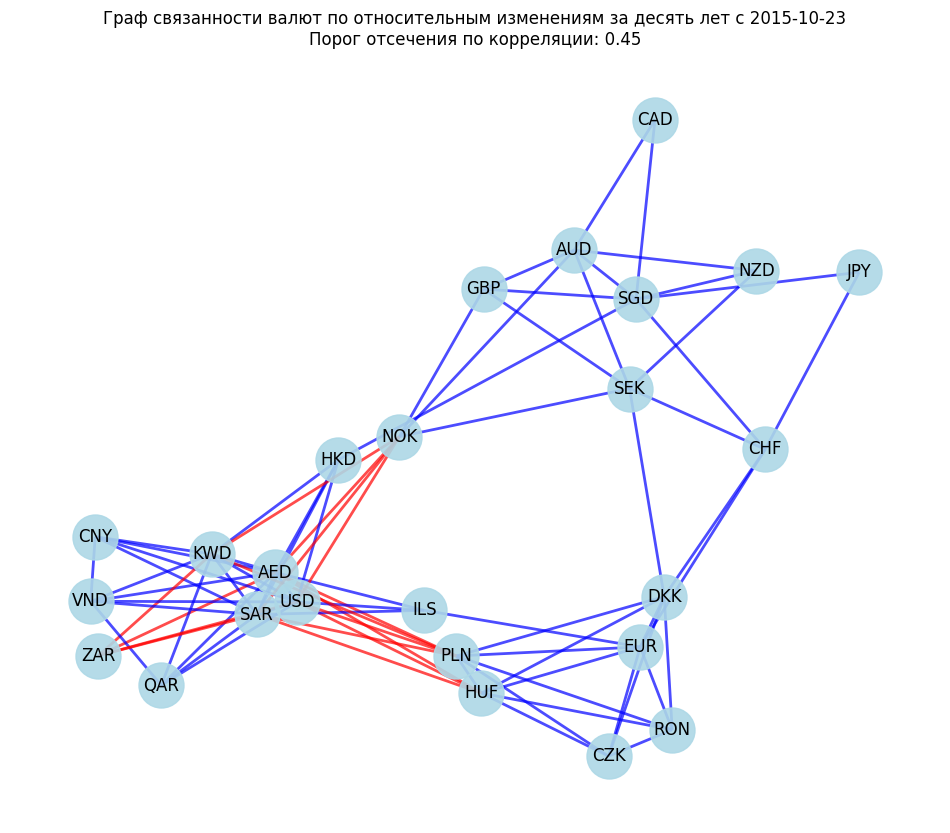 Граф связанности валют по относительным изменениям за десять лет с 2015-10-23
Порог отсечения по корреляции: 0.45
CAD
AUD
NZD
JPY
GBP
SGD
SEK
NOK
CHF
HKD
CNY
KWD
AED
VND
USD
SAR
ILS
DKK
ZAR
PLN
EUR
QAR
HUF
RON
CZK